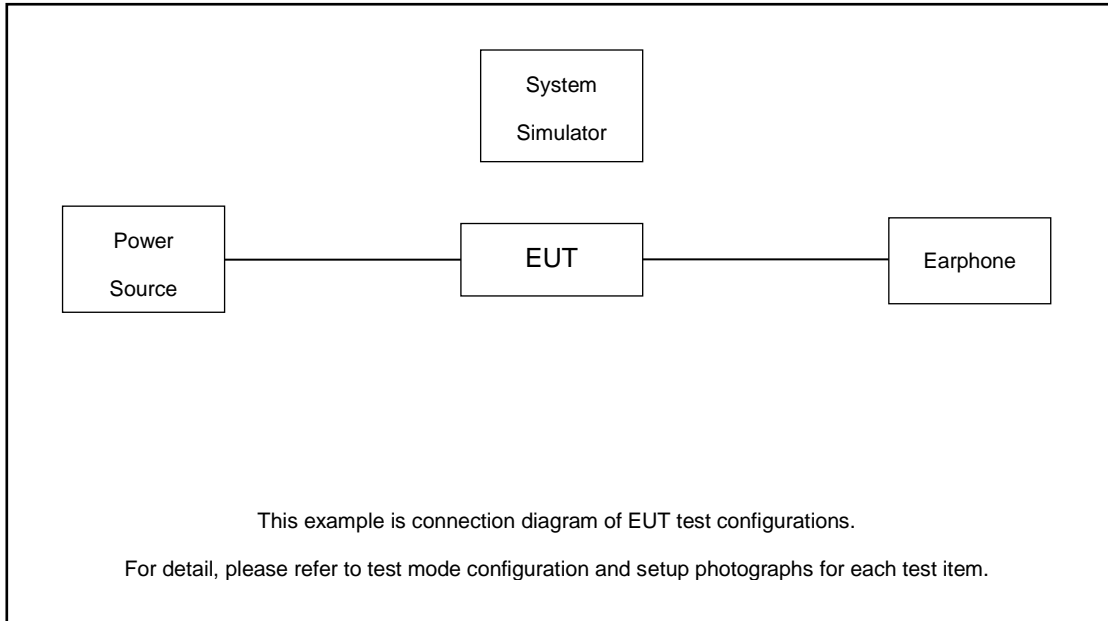 System
Simulator
Power
Source
EUT
Earphone
This example is connection diagram of EUT test configurations.
For detail, please refer to test mode configuration and setup photographs for each test item.